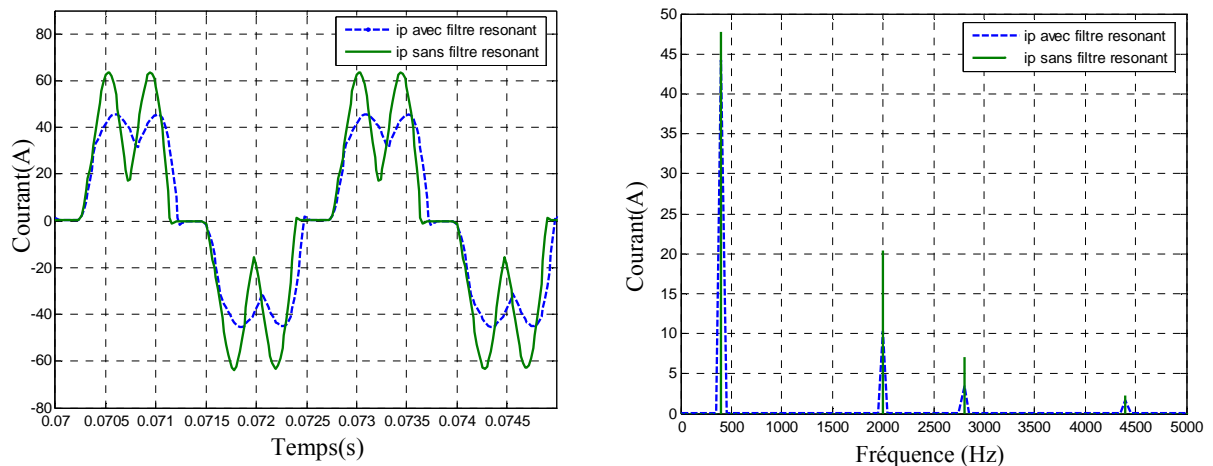 80
60
40
20
0
-20
-40
-60
-80
Courant(A)
0.07 0.0705 0.071 0.0715 0.072 0.0725 0.073 0.0735 0.074 0.0745
Temps(s)
ip avec filtre resonant
ip sans filtre resonant
50
45
40
35
30
25
20
15
10
5
0
Courant(A)
0 500 1000 1500 2000 2500 3000 3500 4000 4500 5000
Fréquence (Hz)
ip avec filtre resonant
ip sans filtre resonant